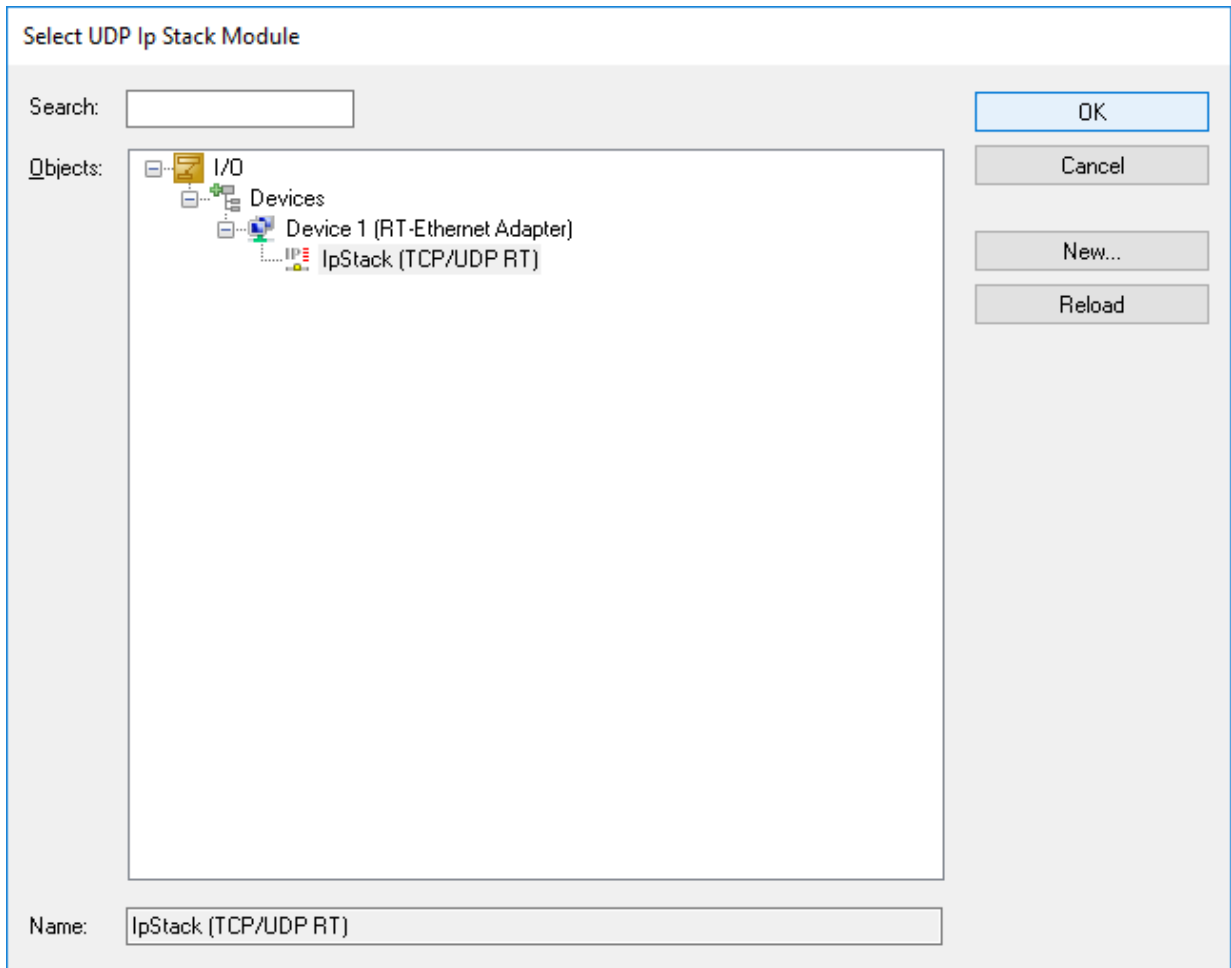 Select UDP Ip Stack Module
Search:
OK
Objects:
I/O
Cancel
Devices
Device 1 (RT-Ethernet Adapter)
New...
IP
IpStack (TCP/UDP RT)
Reload
Name:
IpStack (TCP/UDP RT)